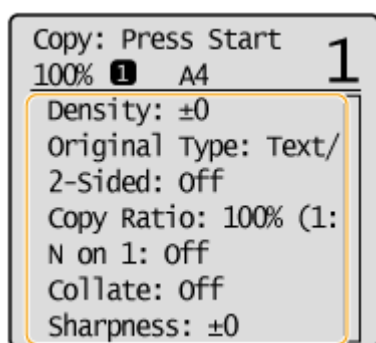 Copy: Press Start
1
100% 1 A4
Density: ±0
Original Type: Text/
2-Sided: Off
Copy Ratio: 100% (1:
N on 1: Off
Collate: Off
Sharpness: ±0